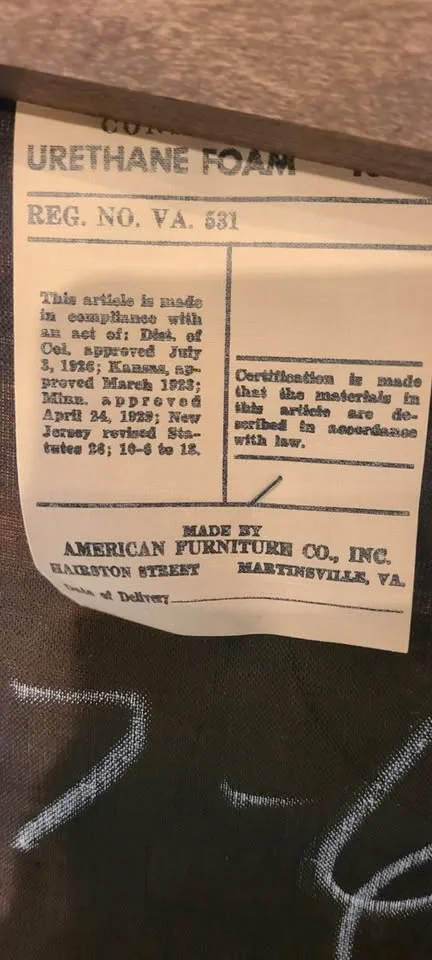 URETHANE FOAM
REG. NO. VA. 531
This article is made
in compliance with
an act of: Dist. of
Col. approved July
3, 1926; Kansas, ap-
proved March 1923;
Minn. approved
April 24, 1929; New
Jersey revised Sta-
tutes 26; 10-6 to 18.
Certification is made
that the materials in
this article are de-
scribed in accordance
with law.
MADE BY
AMERICAN FURNITURE CO., INC.
HAIRSTON STREET MARTINSVILLE, VA.
Date of Delivery
7-6